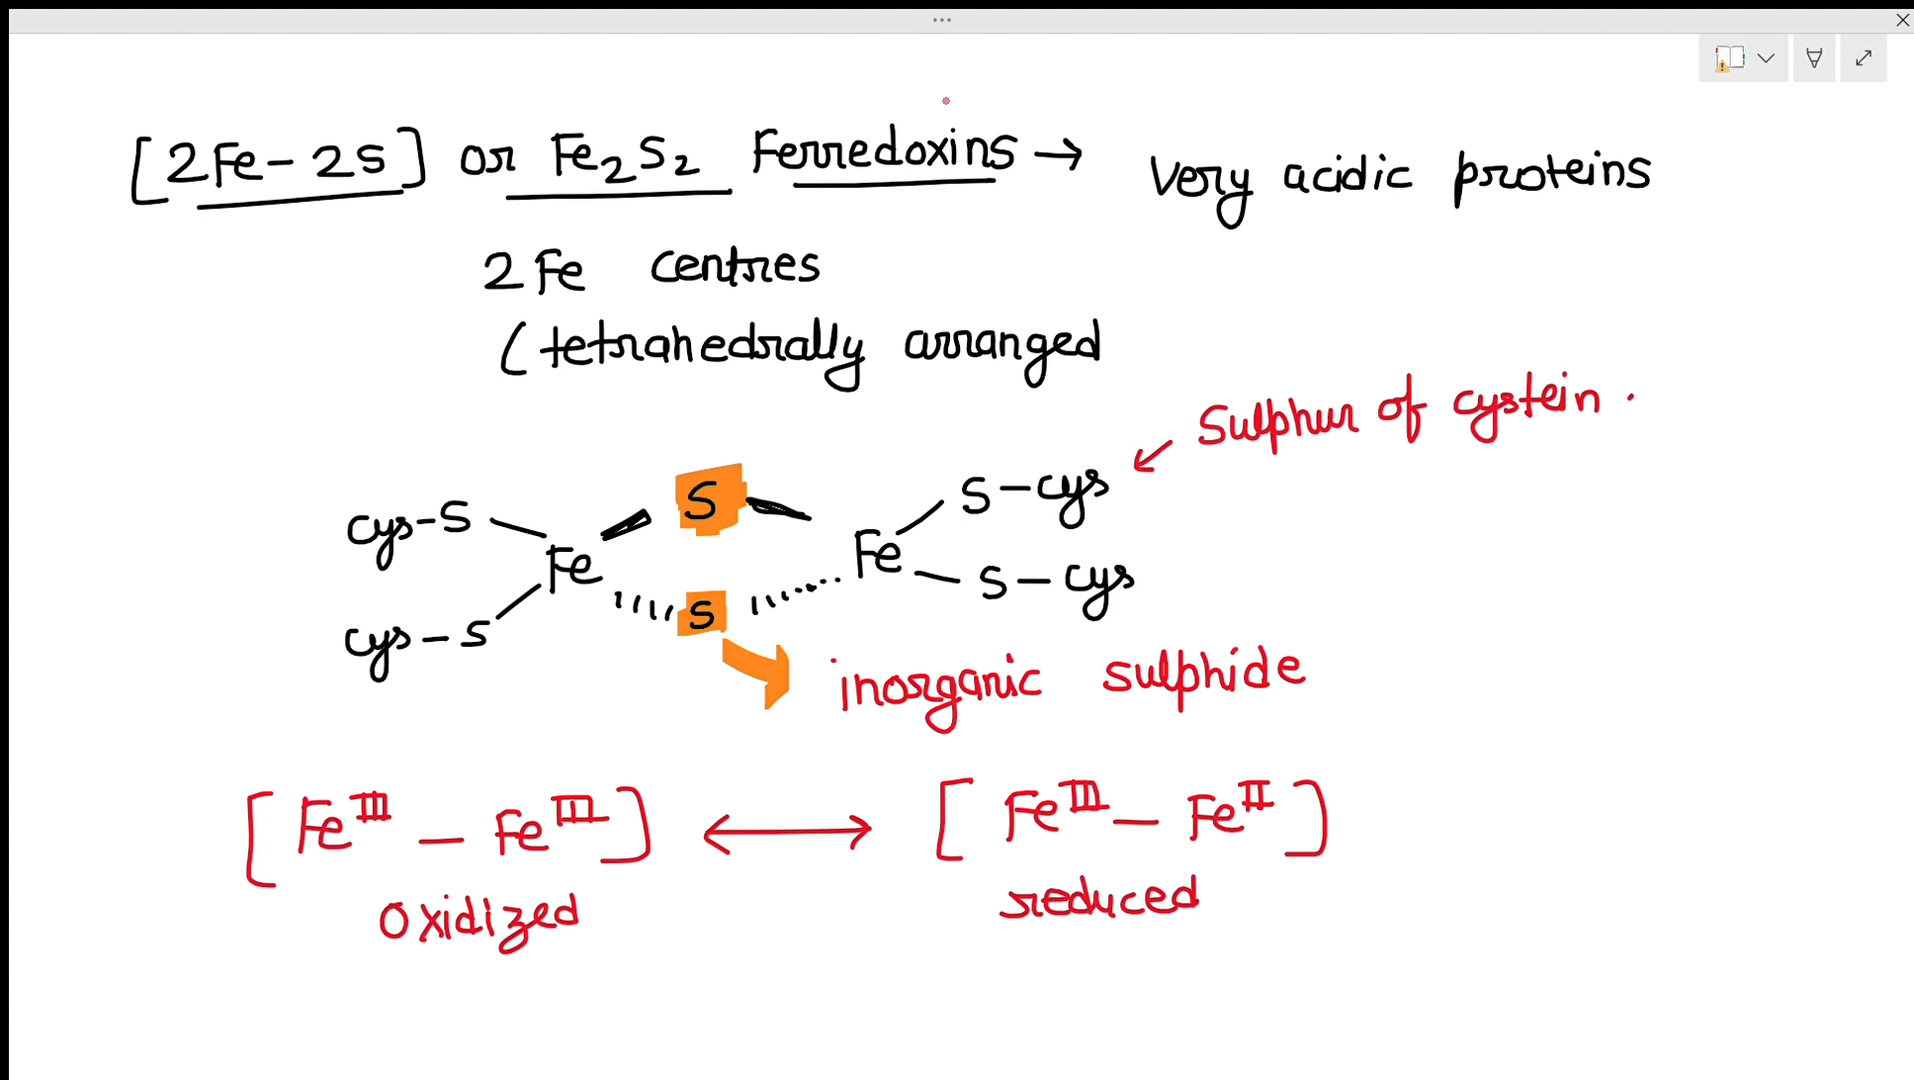 [2Fe-2S] or Fe₂S₂ Ferredoxins → Very acidic proteins
2 Fe centres
(tetrahedrally arranged
Sulphur of cystein.
cys-S S S-cys
Fe Fe
cys-S S S-cys
inorganic sulphide
[Feᴵᴵᴵ - Feᴵᴵᴵ] ↔ [Feᴵᴵᴵ - Feᴵᴵ]
Oxidized reduced